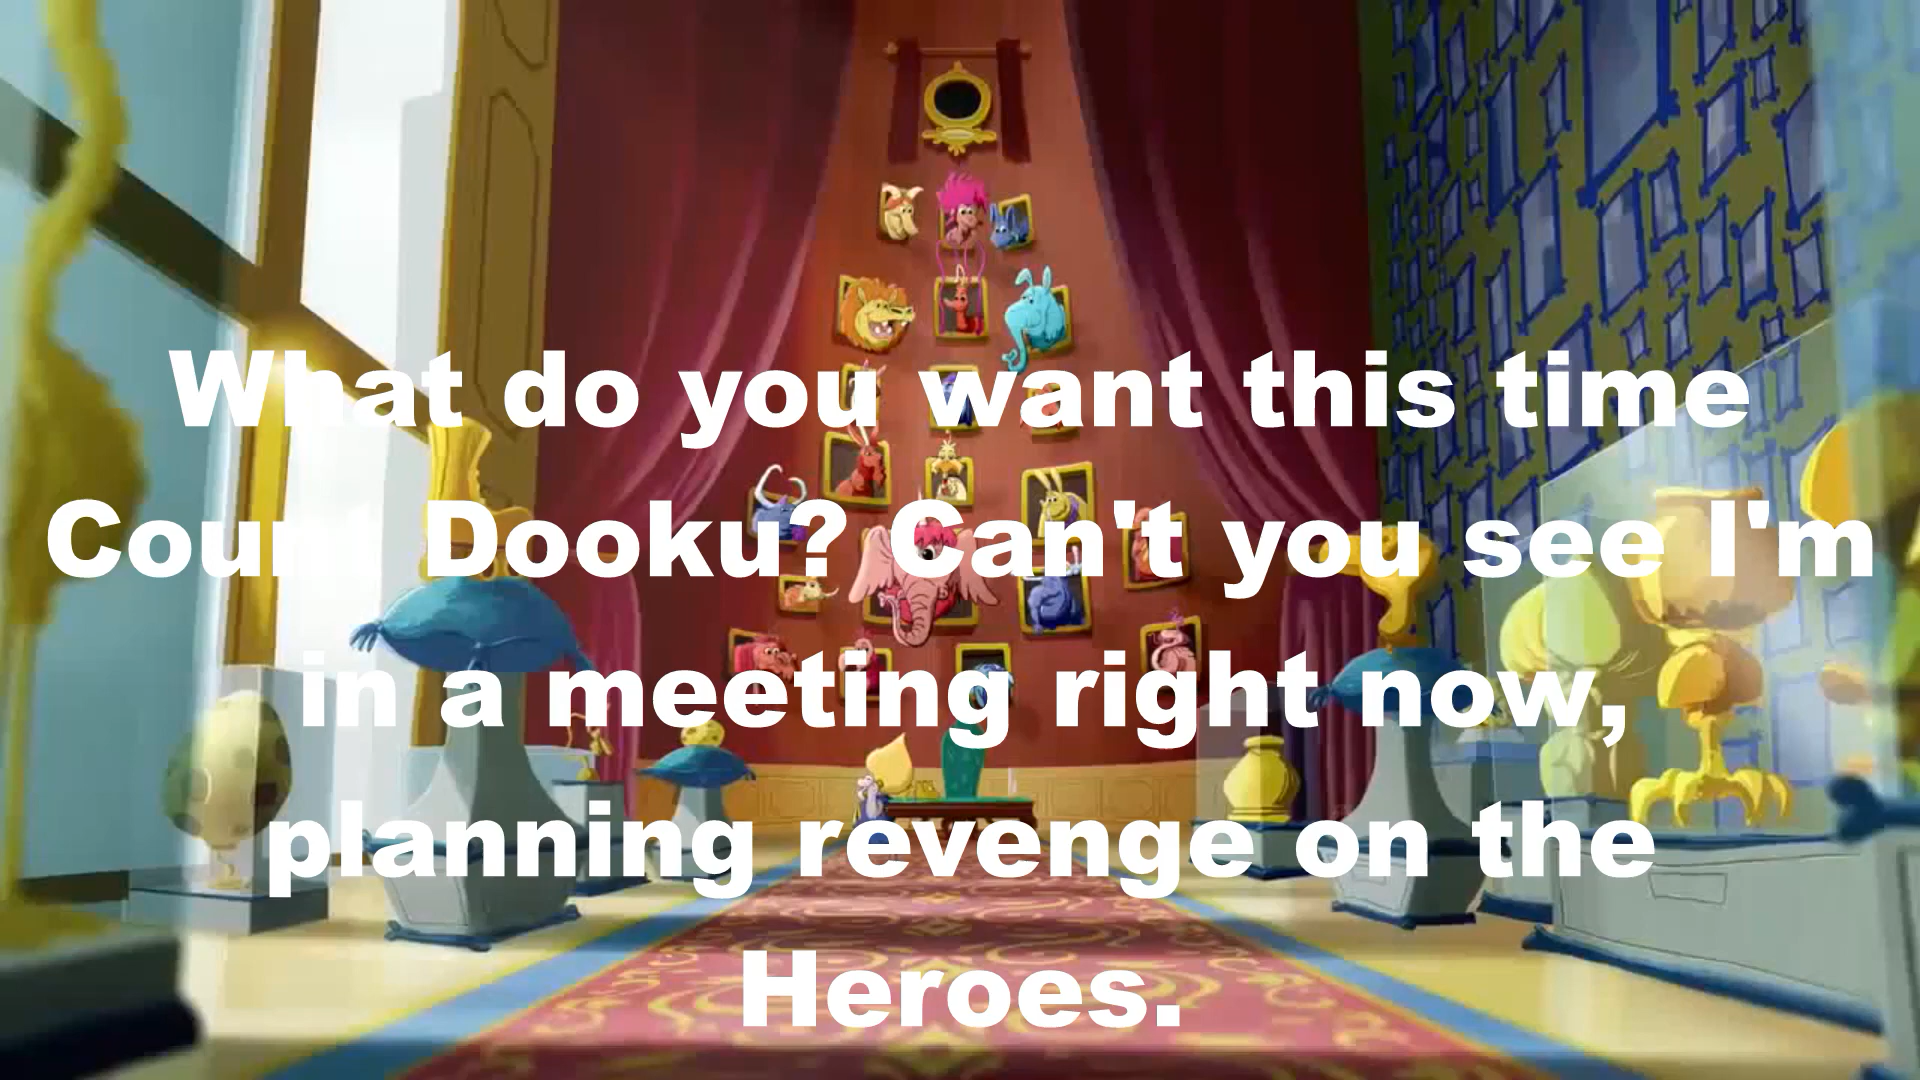 What do you want this time
Count Dooku? Can't you see I'm
in a meeting right now,
planning revenge on the
Heroes.